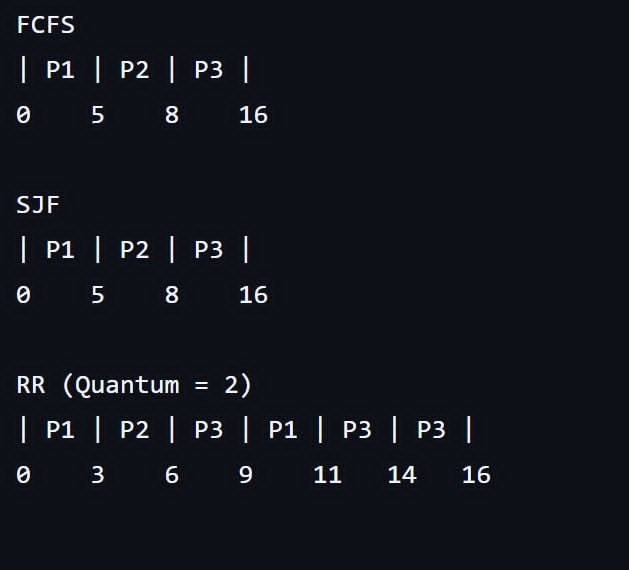 FCFS
| P1 | P2 | P3 |
0 5 8 16
SJF
| P1 | P2 | P3 |
0 5 8 16
RR (Quantum = 2)
| P1 | P2 | P3 | P1 | P3 | P3 |
0 3 6 9 11 14 16